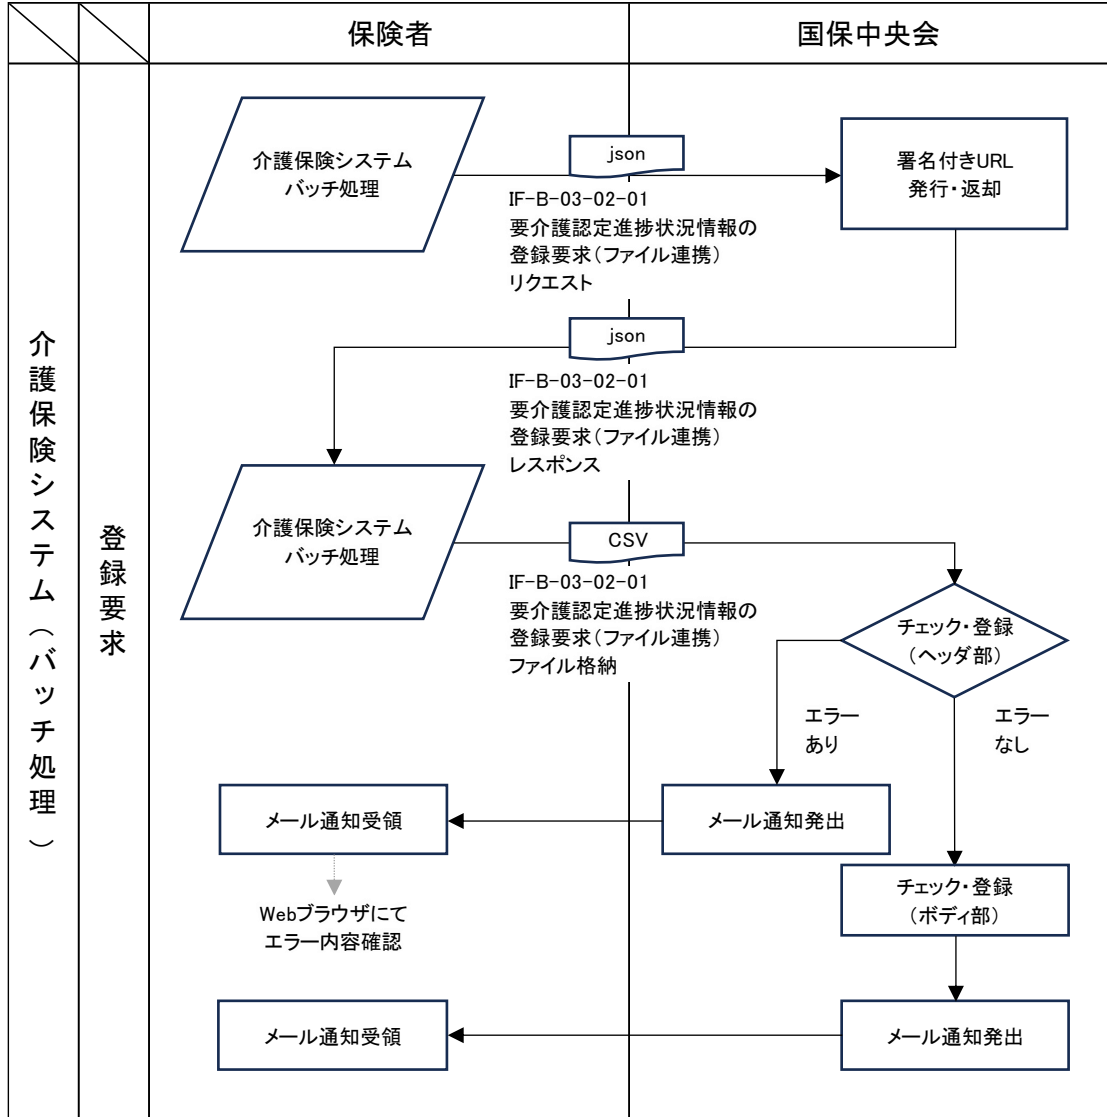 保険者
国保中央会
介護保険システム（バッチ処理）
登録要求
介護保険システム
バッチ処理
json
署名付きURL
発行・返却
IF-B-03-02-01
要介護認定進捗状況情報の
登録要求（ファイル連携）
リクエスト
json
IF-B-03-02-01
要介護認定進捗状況情報の
登録要求（ファイル連携）
レスポンス
介護保険システム
バッチ処理
CSV
IF-B-03-02-01
要介護認定進捗状況情報の
登録要求（ファイル連携）
ファイル格納
チェック・登録
（ヘッダ部）
エラー
あり
エラー
なし
メール通知受領
メール通知発出
Webブラウザにて
エラー内容確認
チェック・登録
（ボディ部）
メール通知受領
メール通知発出